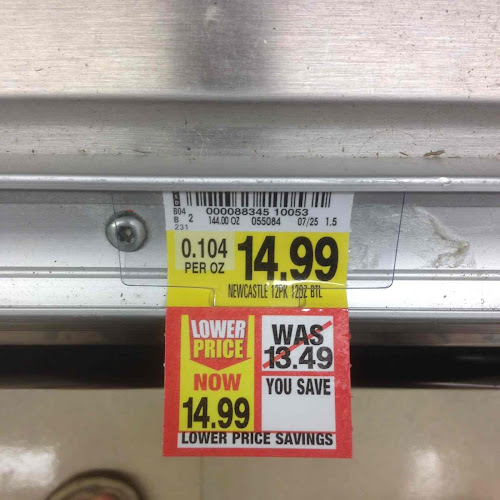 B04
000088345 10053
B 2 144.00 OZ 055084 07/25 1.5
231
0.104
PER OZ
14.99
NEWCASTLE 12PK 12OZ BTL
LOWER
PRICE
NOW
14.99
WAS
13.49
YOU SAVE
LOWER PRICE SAVINGS